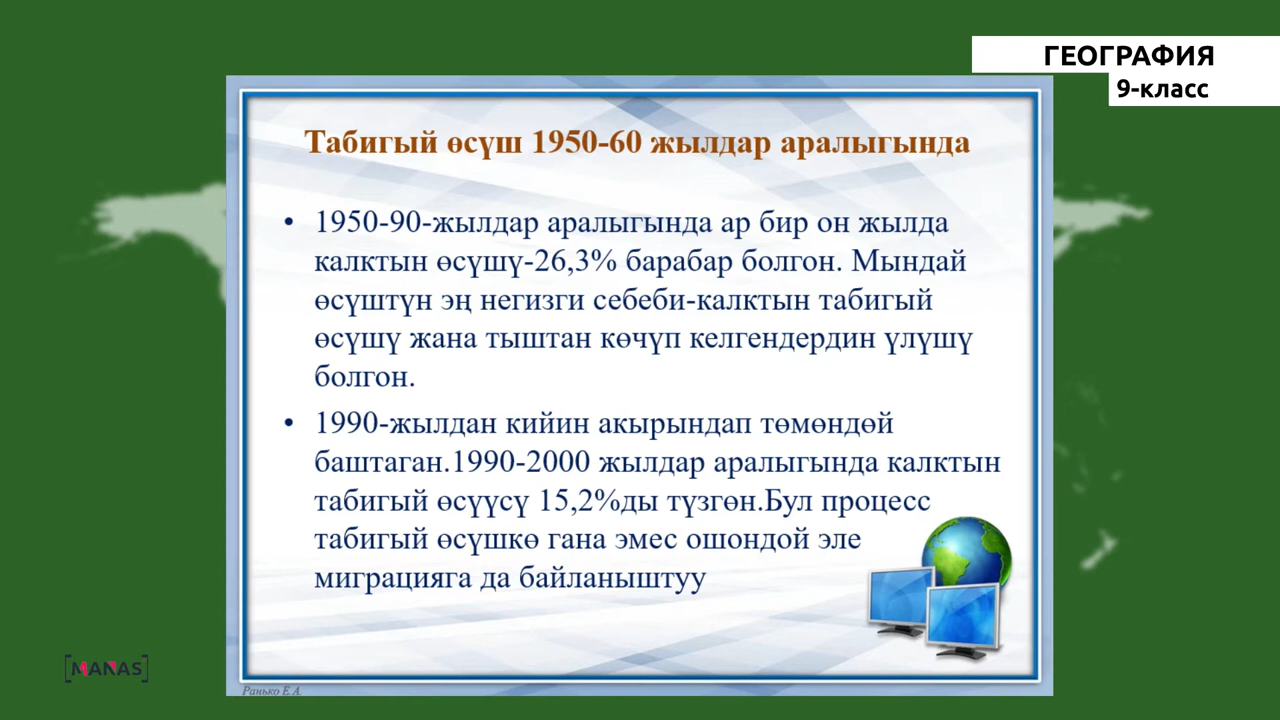 ГЕОГРАФИЯ
9-класс
Табигый өсүш 1950-60 жылдар аралыгында
• 1950-90-жылдар аралыгында ар бир он жылда
калктын өсүшү-26,3% барабар болгон. Мындай
өсүштүн эң негизги себеби-калктын табигый
өсүшү жана тыштан көчүп келгендердин үлүшү
болгон.
• 1990-жылдан кийин акырындап төмөндөй
баштаган.1990-2000 жылдар аралыгында калктын
табигый өсүүсү 15,2%ды түзгөн.Бул процесс
табигый өсүшкө гана эмес ошондой эле
миграцияга да байланыштуу
[MANAS]
Ранько Е.А.